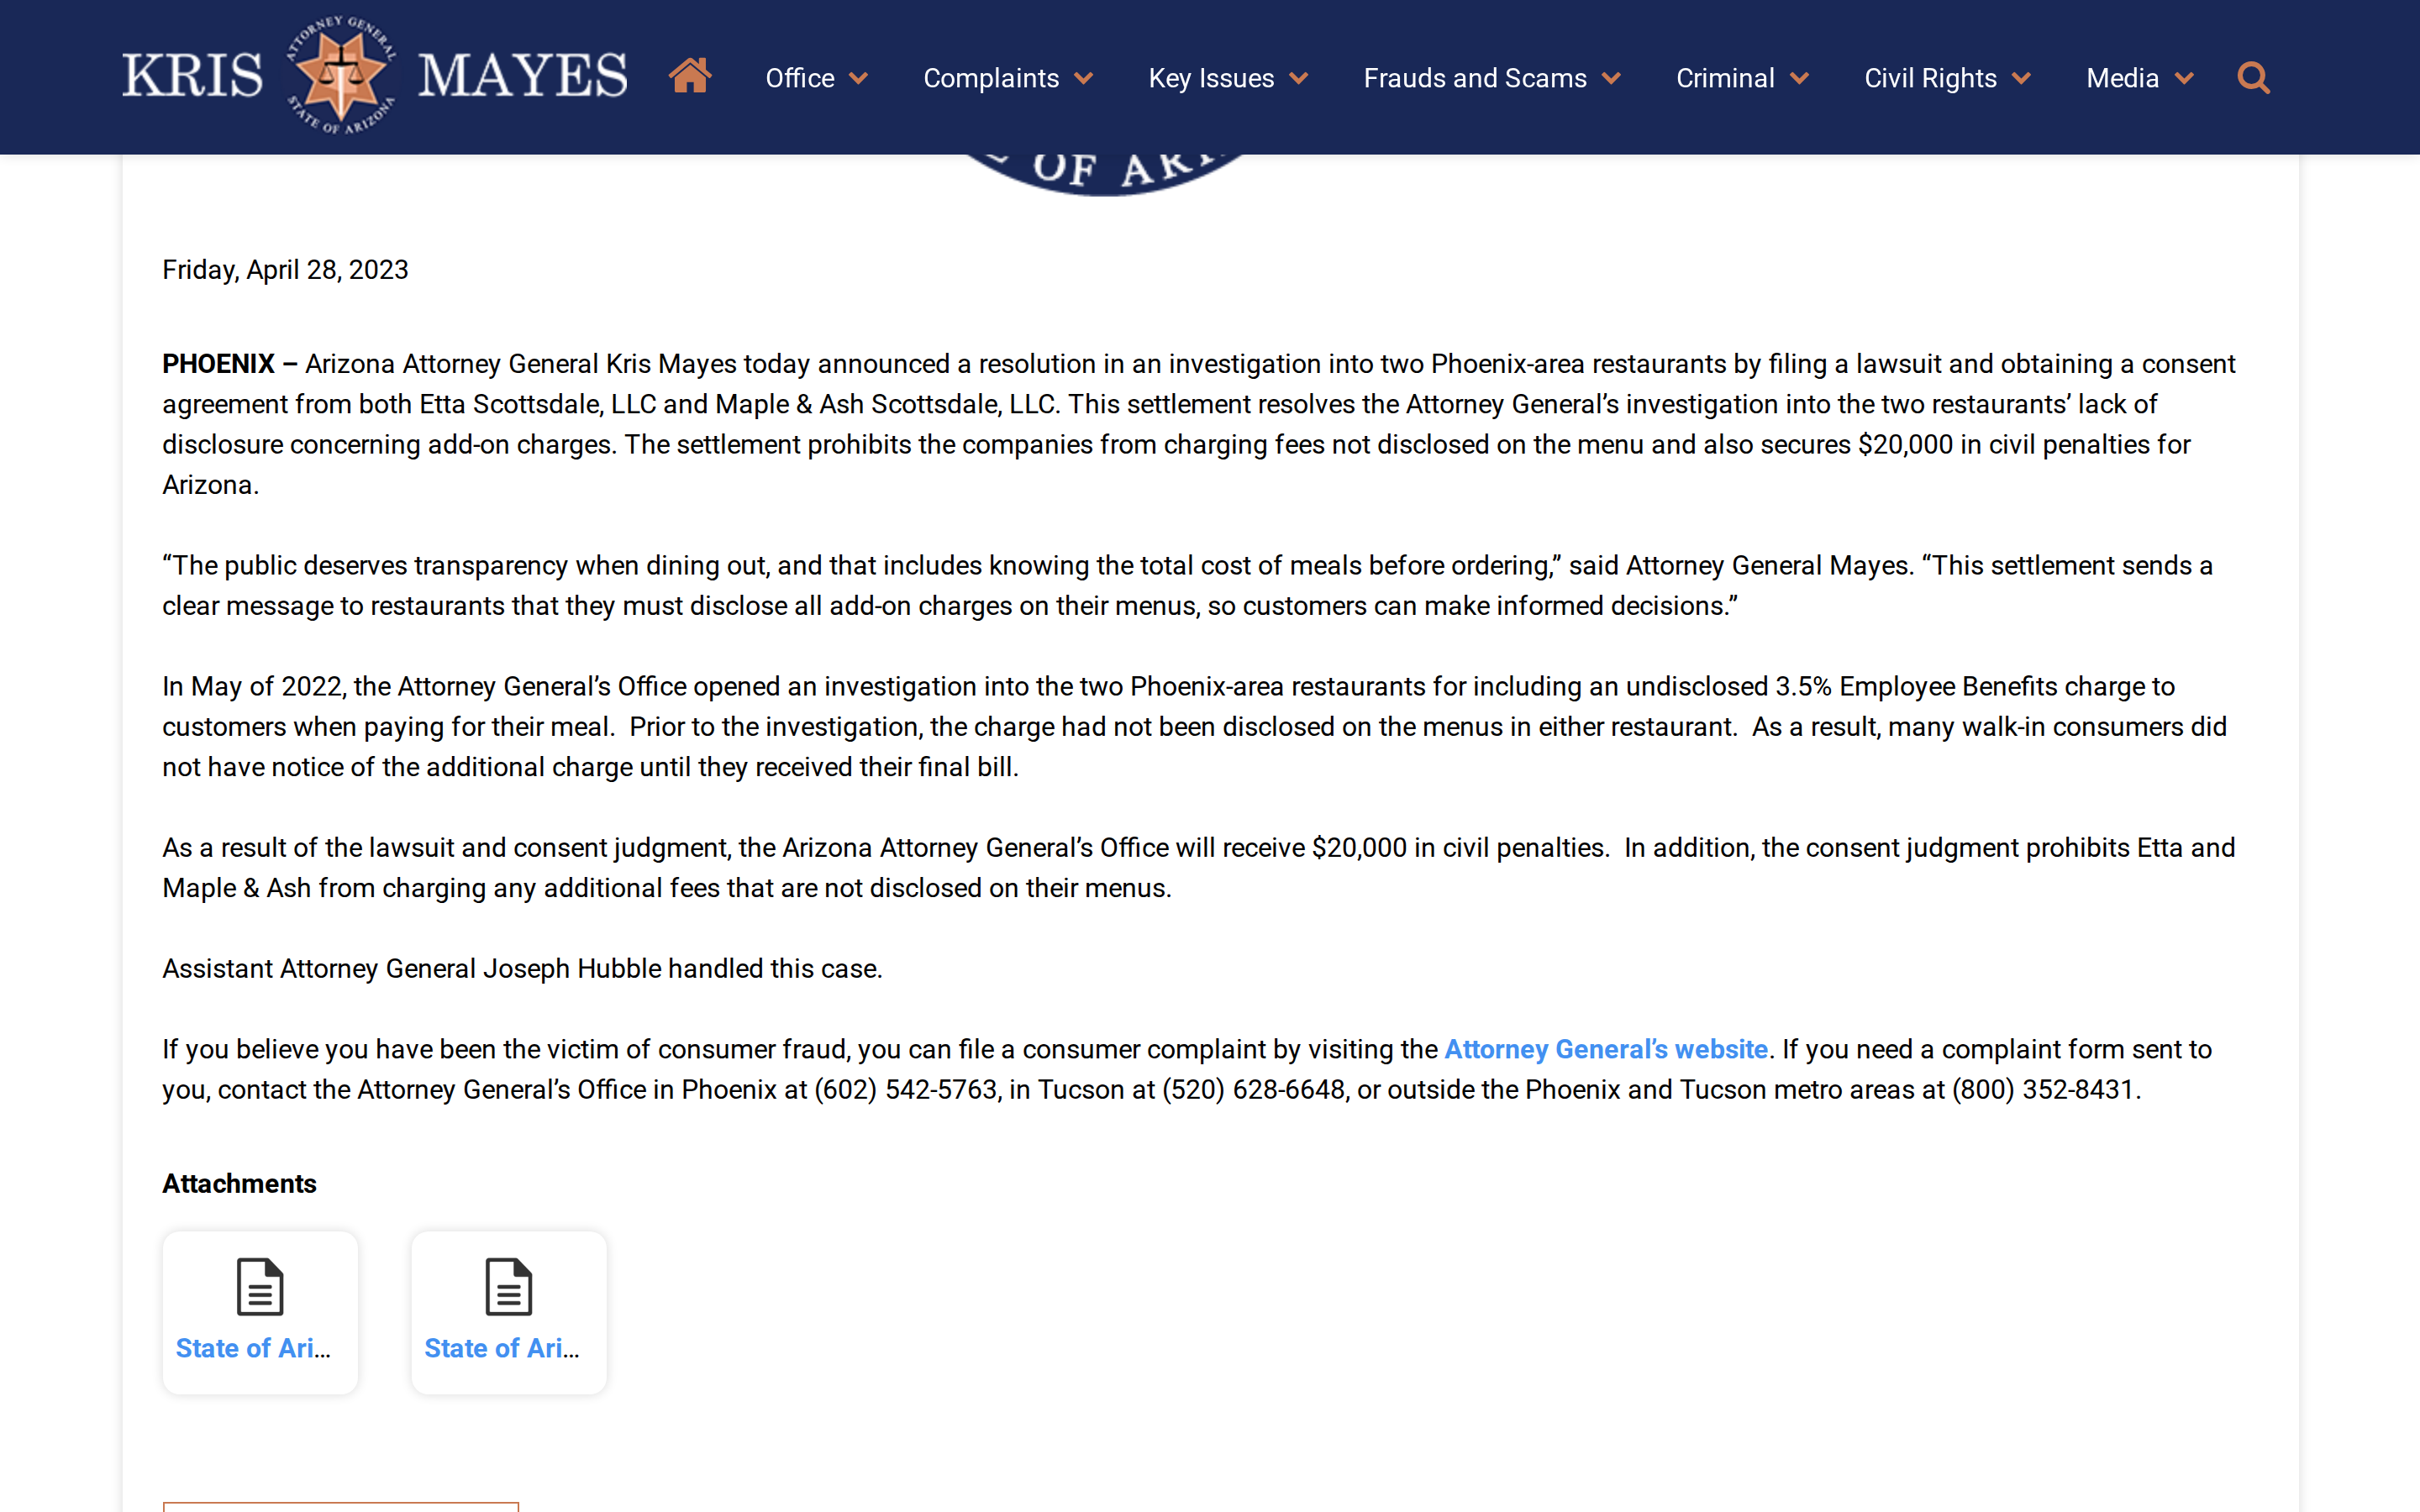 KRIS MAYES
ATTORNEY GENERAL
STATE OF ARIZONA
Office
Complaints
Key Issues
Frauds and Scams
Criminal
Civil Rights
Media
OF
Friday, April 28, 2023
PHOENIX – Arizona Attorney General Kris Mayes today announced a resolution in an investigation into two Phoenix-area restaurants by filing a lawsuit and obtaining a consent
agreement from both Etta Scottsdale, LLC and Maple & Ash Scottsdale, LLC. This settlement resolves the Attorney General’s investigation into the two restaurants’ lack of
disclosure concerning add-on charges. The settlement prohibits the companies from charging fees not disclosed on the menu and also secures $20,000 in civil penalties for
Arizona.
“The public deserves transparency when dining out, and that includes knowing the total cost of meals before ordering,” said Attorney General Mayes. “This settlement sends a
clear message to restaurants that they must disclose all add-on charges on their menus, so customers can make informed decisions.”
In May of 2022, the Attorney General’s Office opened an investigation into the two Phoenix-area restaurants for including an undisclosed 3.5% Employee Benefits charge to
customers when paying for their meal.  Prior to the investigation, the charge had not been disclosed on the menus in either restaurant.  As a result, many walk-in consumers did
not have notice of the additional charge until they received their final bill.
As a result of the lawsuit and consent judgment, the Arizona Attorney General’s Office will receive $20,000 in civil penalties.  In addition, the consent judgment prohibits Etta and
Maple & Ash from charging any additional fees that are not disclosed on their menus.
Assistant Attorney General Joseph Hubble handled this case.
If you believe you have been the victim of consumer fraud, you can file a consumer complaint by visiting the Attorney General’s website. If you need a complaint form sent to
you, contact the Attorney General’s Office in Phoenix at (602) 542-5763, in Tucson at (520) 628-6648, or outside the Phoenix and Tucson metro areas at (800) 352-8431.
Attachments
State of Ari...
State of Ari...